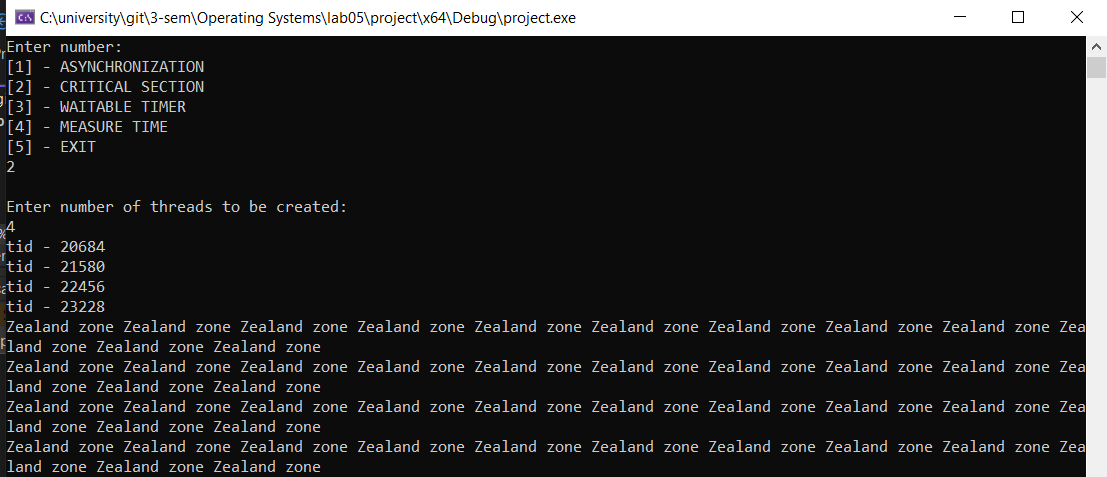 C:\university\git\3-sem\Operating Systems\lab05\project\x64\Debug\project.exe
Enter number:
[1] - ASYNCHRONIZATION
[2] - CRITICAL SECTION
[3] - WAITABLE TIMER
[4] - MEASURE TIME
[5] - EXIT
2
Enter number of threads to be created:
4
tid - 20684
tid - 21580
tid - 22456
tid - 23228
Zealand zone Zealand zone Zealand zone Zealand zone Zealand zone Zealand zone Zealand zone Zealand zone Zealand zone Zea
land zone Zealand zone Zealand zone
Zealand zone Zealand zone Zealand zone Zealand zone Zealand zone Zealand zone Zealand zone Zealand zone Zealand zone Zea
land zone Zealand zone Zealand zone
Zealand zone Zealand zone Zealand zone Zealand zone Zealand zone Zealand zone Zealand zone Zealand zone Zealand zone Zea
land zone Zealand zone Zealand zone
Zealand zone Zealand zone Zealand zone Zealand zone Zealand zone Zealand zone Zealand zone Zealand zone Zealand zone Zea
land zone Zealand zone Zealand zone